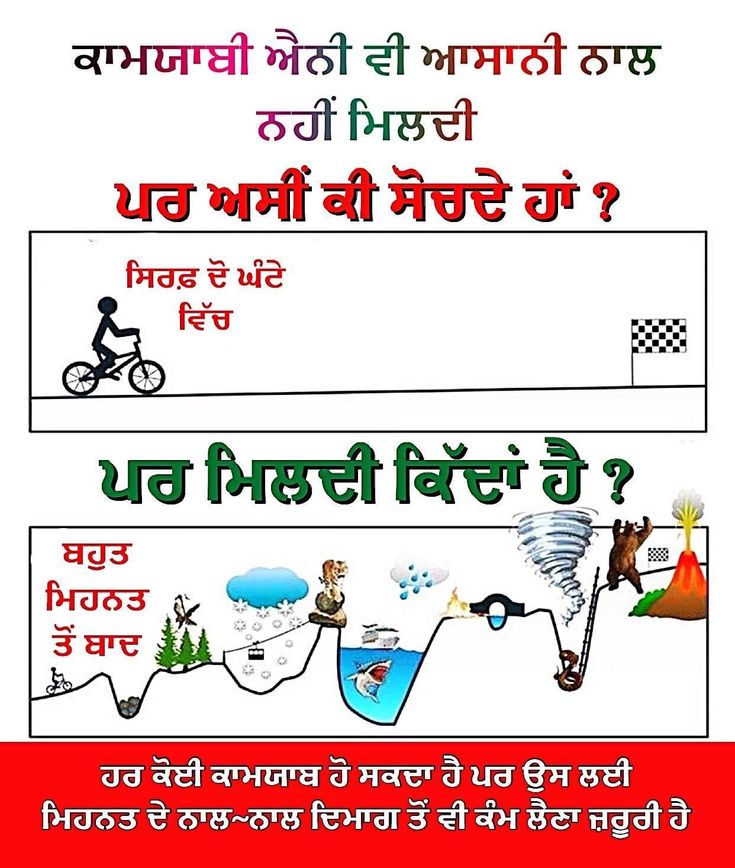 ਕਾਮਯਾਬੀ ਐਨੀ ਵੀ ਆਸਾਨੀ ਨਾਲ
ਨਹੀਂ ਮਿਲਦੀ
ਪਰ ਅਸੀਂ ਕੀ ਸੋਚਦੇ ਹਾਂ ?
ਸਿਰਫ਼ ਦੋ ਘੰਟੇ
ਵਿੱਚ
ਪਰ ਮਿਲਦੀ ਕਿੱਦਾਂ ਹੈ ?
ਬਹੁਤ
ਮਿਹਨਤ
ਤੋਂ ਬਾਦ
ਹਰ ਕੋਈ ਕਾਮਯਾਬ ਹੋ ਸਕਦਾ ਹੈ ਪਰ ਉਸ ਲਈ
ਮਿਹਨਤ ਦੇ ਨਾਲ~ਨਾਲ ਦਿਮਾਗ ਤੋਂ ਵੀ ਕੰਮ ਲੈਣਾ ਜ਼ਰੂਰੀ ਹੈ